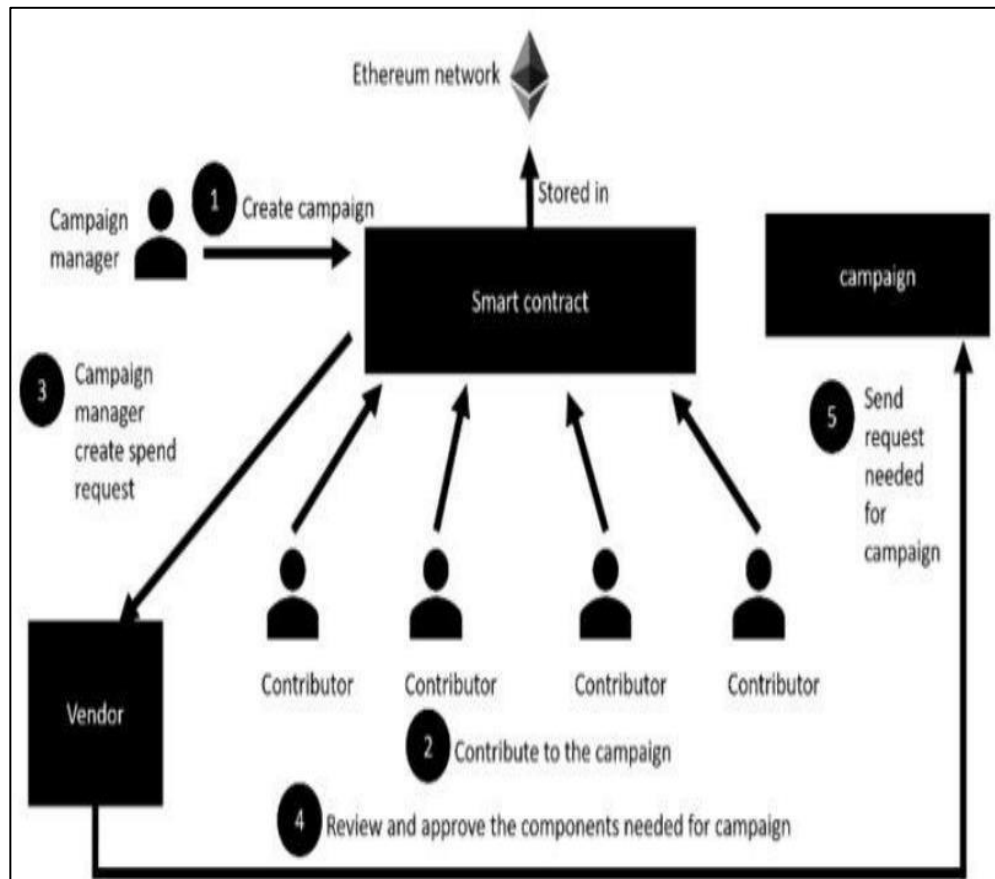 Ethereum network
Stored in
1
Create campaign
Campaign
manager
Smart contract
campaign
3
Campaign
manager
create spend
request
5
Send
request
needed
for
campaign
Vendor
Contributor
Contributor
Contributor
Contributor
2
Contribute to the campaign
4
Review and approve the components needed for campaign